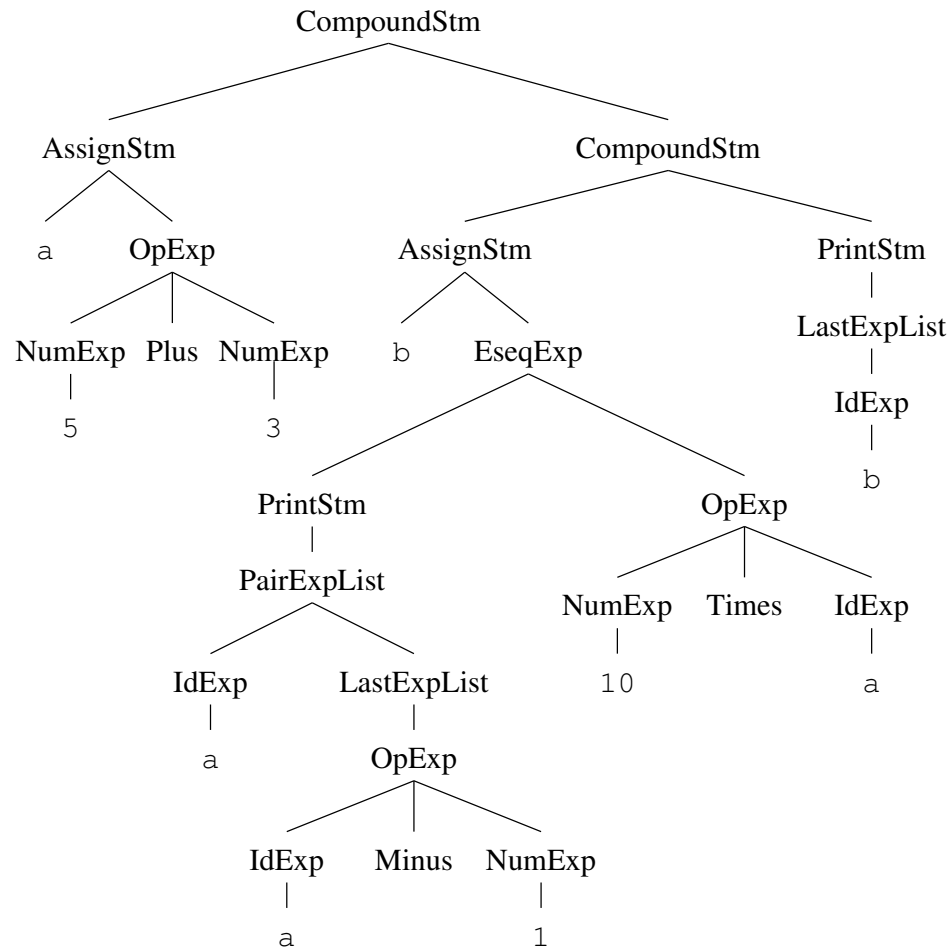 CompoundStm
AssignStm CompoundStm
a OpExp AssignStm PrintStm
NumExp Plus NumExp b EseqExp LastExpList
5 3 IdExp
PrintStm OpExp b
PairExpList NumExp Times IdExp
IdExp LastExpList 10 a
a OpExp
IdExp Minus NumExp
a 1